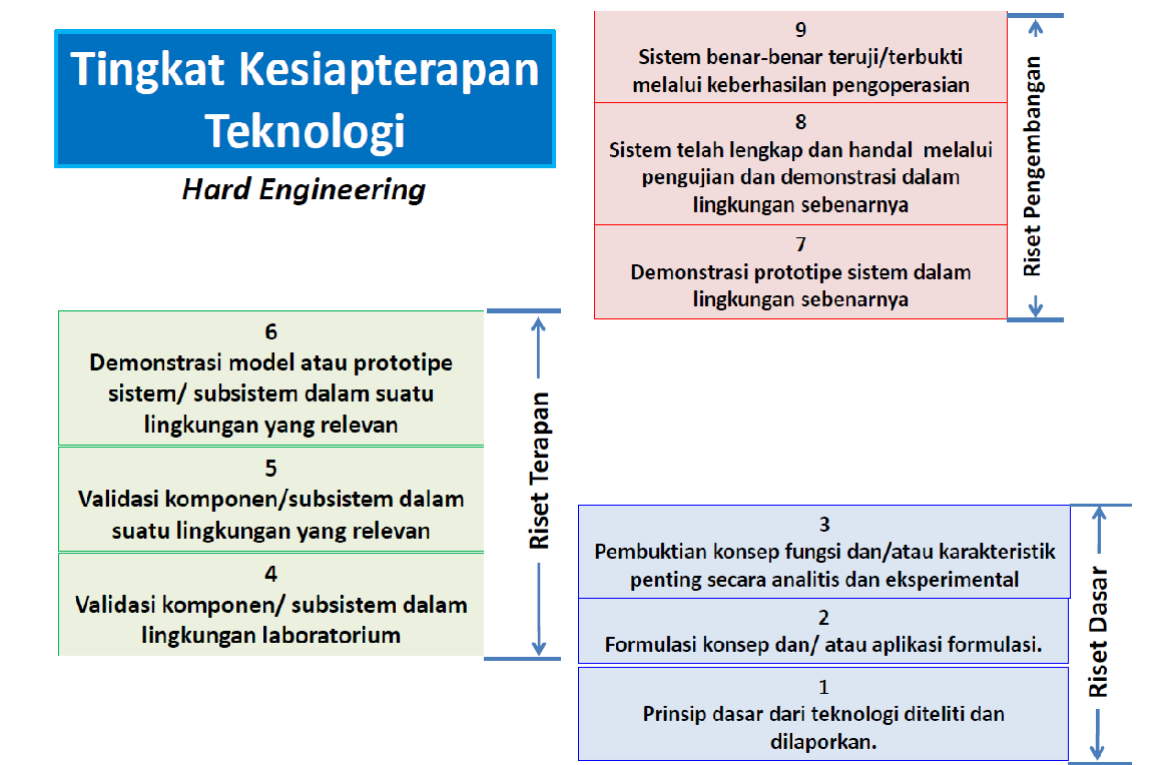 Tingkat Kesiapterapan
Teknologi
Hard Engineering
9
Sistem benar-benar teruji/terbukti
melalui keberhasilan pengoperasian
8
Sistem telah lengkap dan handal melalui
pengujian dan demonstrasi dalam
lingkungan sebenarnya
7
Demonstrasi prototipe sistem dalam
lingkungan sebenarnya
Riset Pengembangan
6
Demonstrasi model atau prototipe
sistem/ subsistem dalam suatu
lingkungan yang relevan
5
Validasi komponen/subsistem dalam
suatu lingkungan yang relevan
4
Validasi komponen/ subsistem dalam
lingkungan laboratorium
Riset Terapan
3
Pembuktian konsep fungsi dan/atau karakteristik
penting secara analitis dan eksperimental
2
Formulasi konsep dan/ atau aplikasi formulasi.
1
Prinsip dasar dari teknologi diteliti dan
dilaporkan.
Riset Dasar